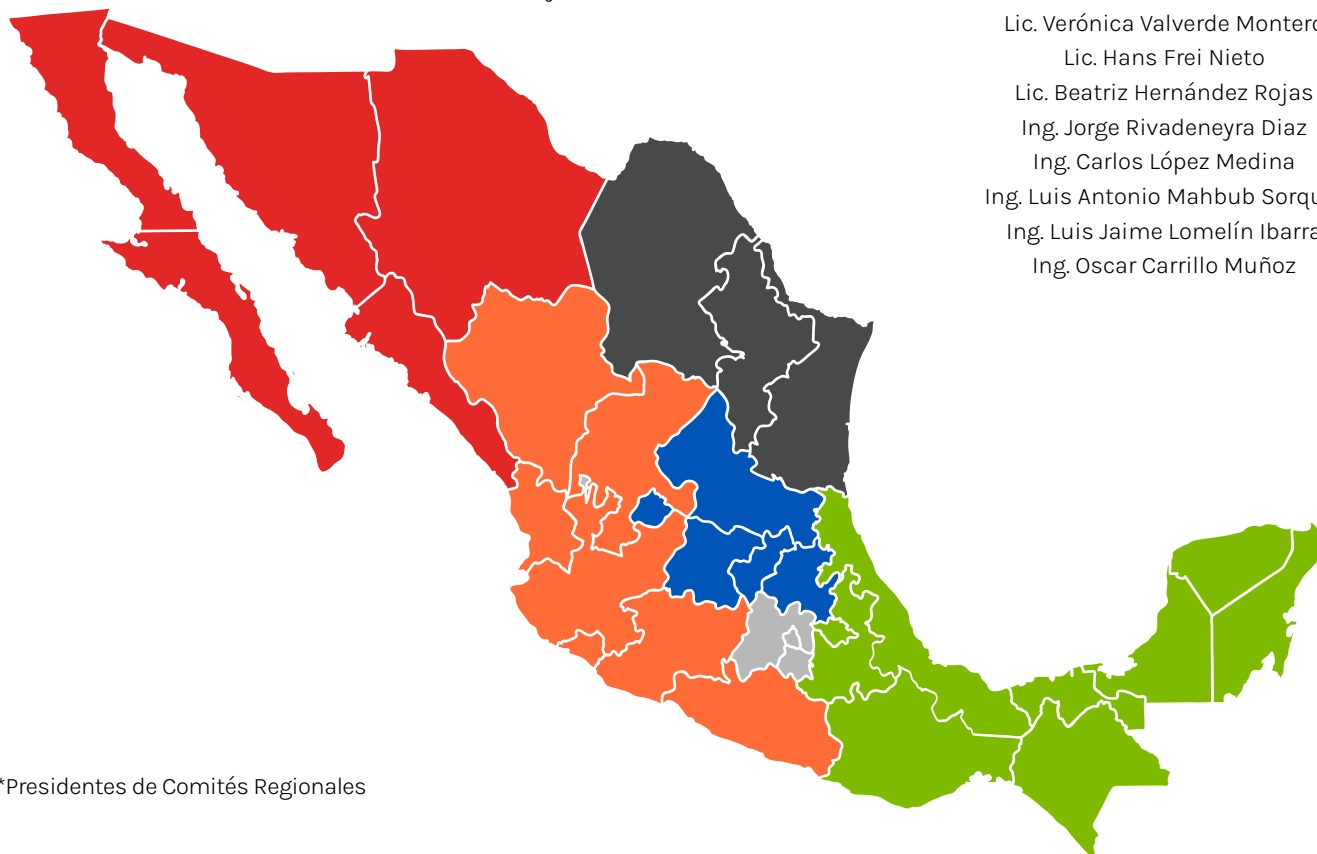 Lic. Verónica Valverde Montero
Lic. Hans Frei Nieto
Lic. Beatriz Hernández Rojas
Ing. Jorge Rivadeneyra Diaz
Ing. Carlos López Medina
Ing. Luis Antonio Mahbub
Ing. Luis Jaime Lomelín Ibarra
Ing. Oscar Carrillo Muñoz
*Presidentes de Comités Regionales